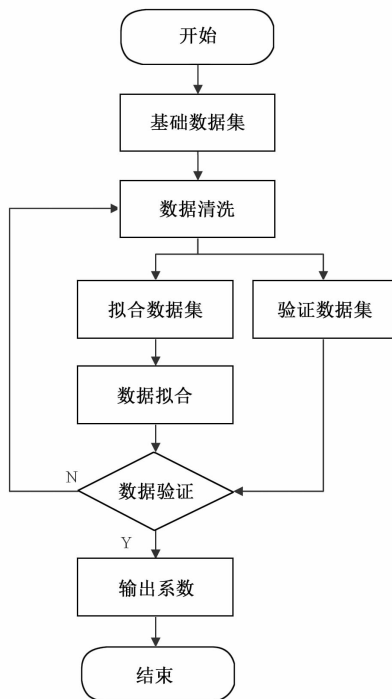 开始
基础数据集
数据清洗
拟合数据集
验证数据集
数据拟合
N
数据验证
Y
输出系数
结束